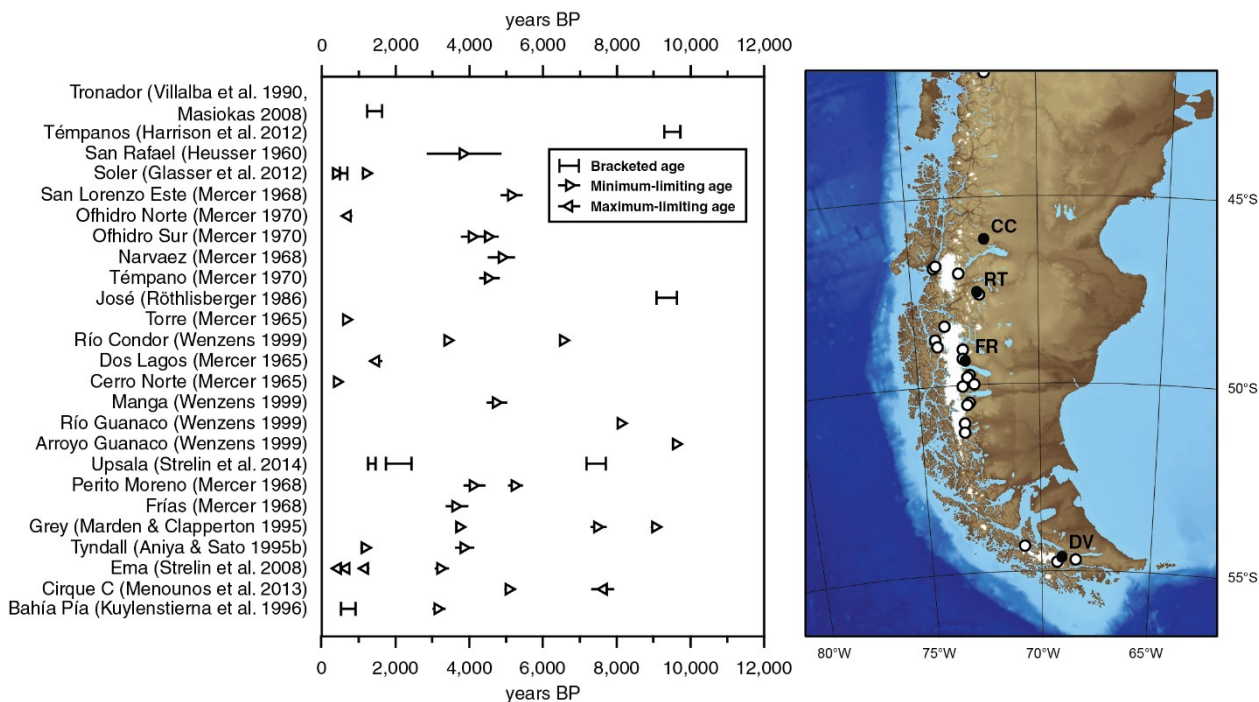 years BP
0 2,000 4,000 6,000 8,000 10,000 12,000
Tronador (Villalba et al. 1990,
Masiokas 2008)
Témpanos (Harrison et al. 2012)
San Rafael (Heusser 1960)
Soler (Glasser et al. 2012)
San Lorenzo Este (Mercer 1968)
Ofhidro Norte (Mercer 1970)
Ofhidro Sur (Mercer 1970)
Narvaez (Mercer 1968)
Témpano (Mercer 1970)
José (Röthlisberger 1986)
Torre (Mercer 1965)
Río Condor (Wenzens 1999)
Dos Lagos (Mercer 1965)
Cerro Norte (Mercer 1965)
Manga (Wenzens 1999)
Río Guanaco (Wenzens 1999)
Arroyo Guanaco (Wenzens 1999)
Upsala (Strelin et al. 2014)
Perito Moreno (Mercer 1968)
Frías (Mercer 1968)
Grey (Marden & Clapperton 1995)
Tyndall (Aniya & Sato 1995b)
Ema (Strelin et al. 2008)
Cirque C (Menounos et al. 2013)
Bahía Pía (Kuylenstierna et al. 1996)
Bracketed age
Minimum-limiting age
Maximum-limiting age
0 2,000 4,000 6,000 8,000 10,000 12,000
years BP
45°S
CC
RT
FR
50°S
DV
55°S
80°W 75°W 70°W 65°W